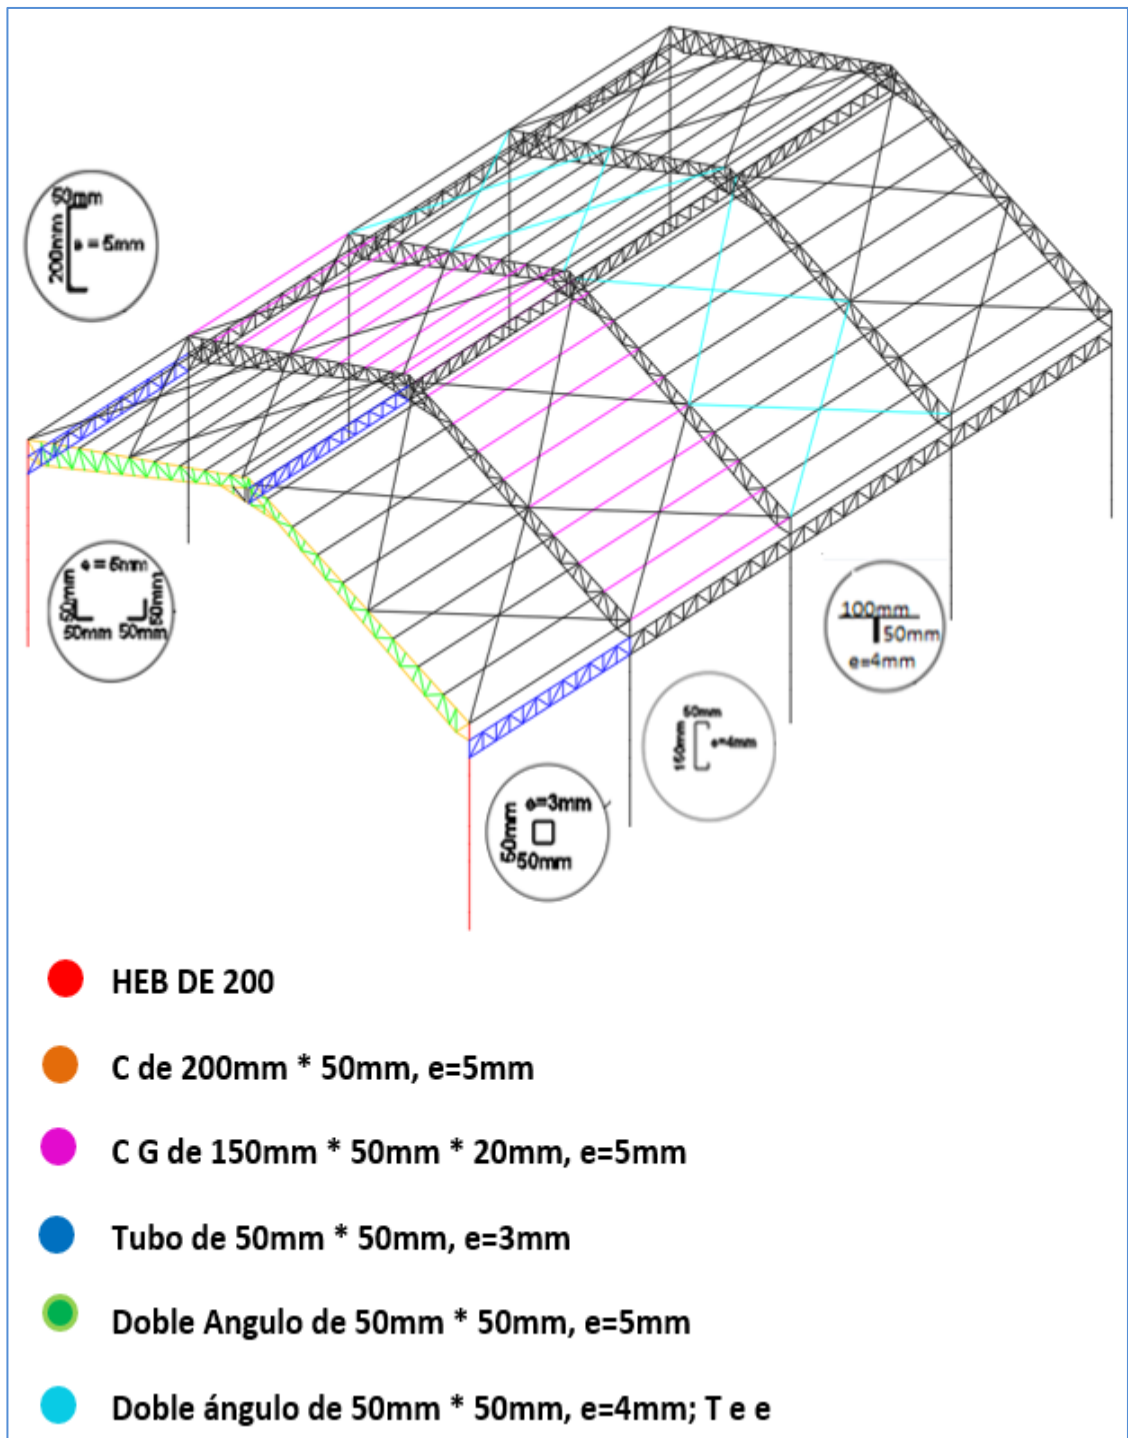 50mm
200mm
e = 5mm
e = 5mm
50mm
50mm
50mm
50mm
100mm
50mm
e=4mm
50mm
150mm
e=4mm
e=3mm
50mm
50mm
HEB DE 200
C de 200mm * 50mm, e=5mm
C G de 150mm * 50mm * 20mm, e=5mm
Tubo de 50mm * 50mm, e=3mm
Doble Angulo de 50mm * 50mm, e=5mm
Doble ángulo de 50mm * 50mm, e=4mm; T e e